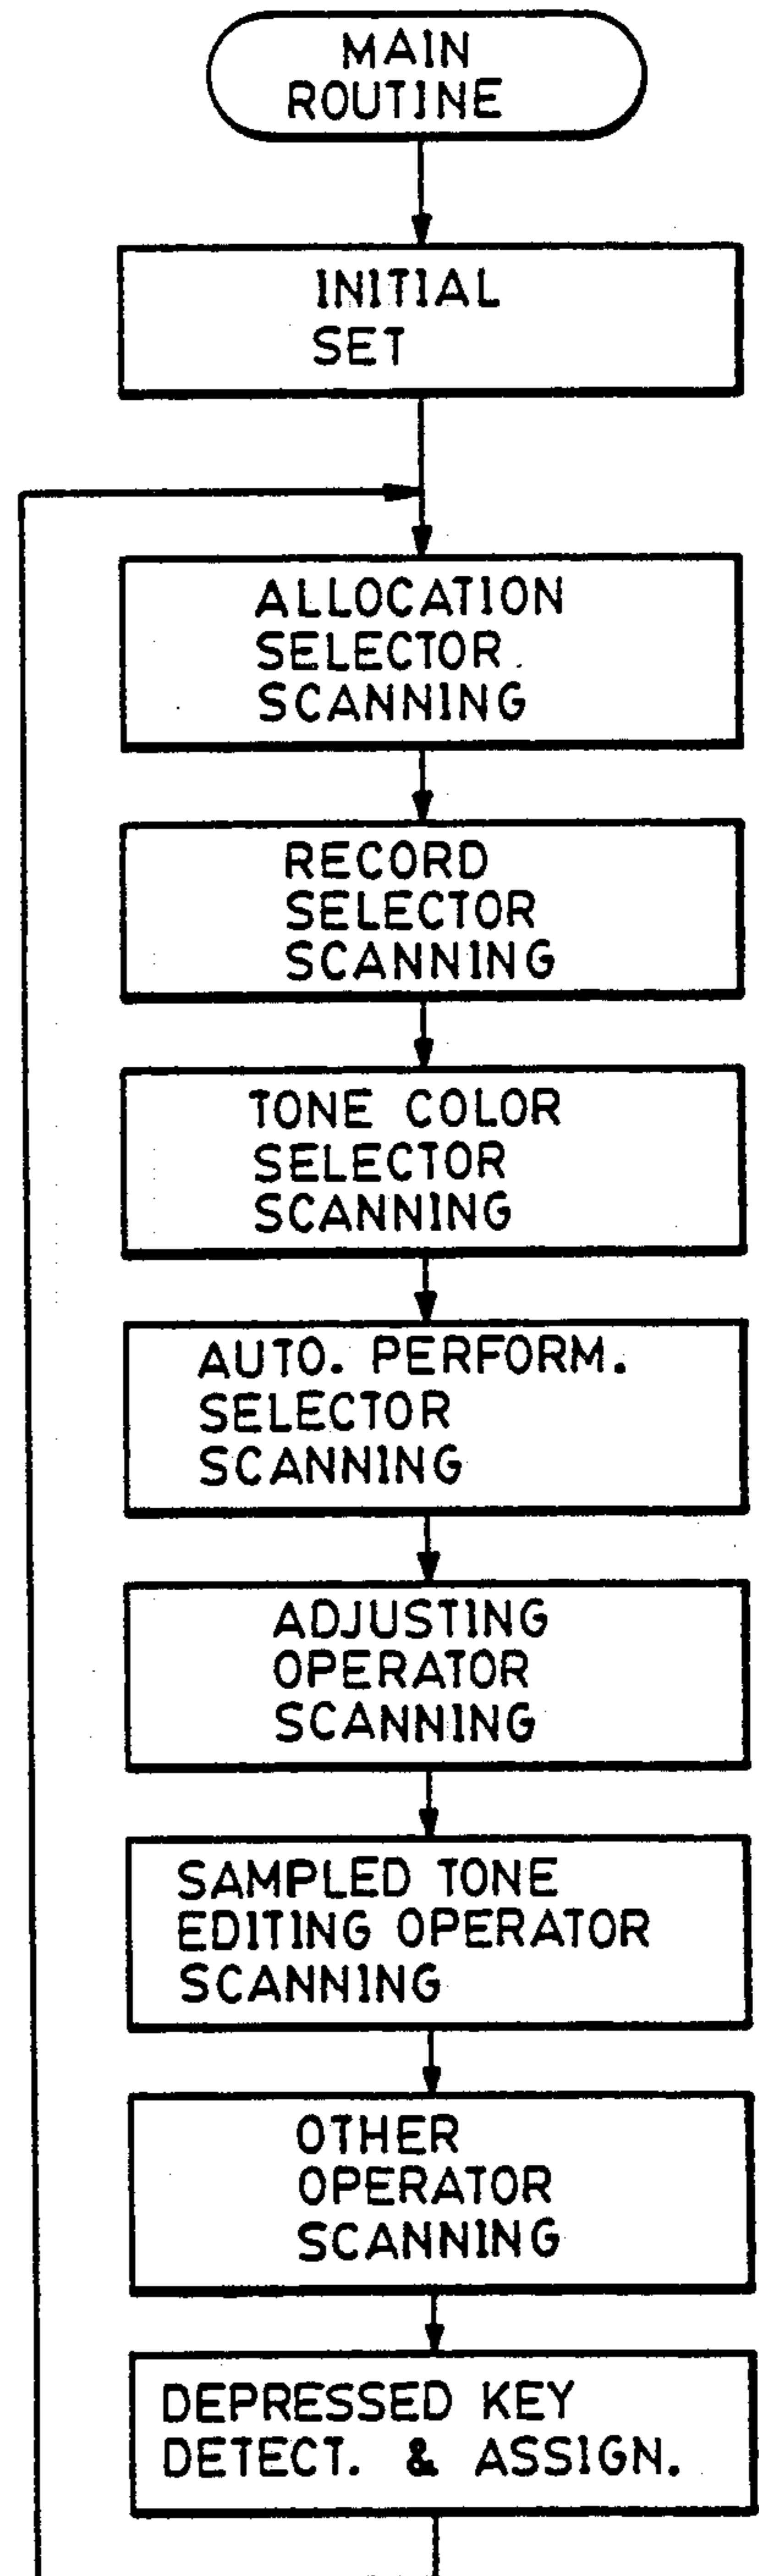 MAIN
ROUTINE
INITIAL
SET
ALLOCATION
SELECTOR
SCANNING
RECORD
SELECTOR
SCANNING
TONE COLOR
SELECTOR
SCANNING
AUTO. PERFORM.
SELECTOR
SCANNING
ADJUSTING
OPERATOR
SCANNING
SAMPLED TONE
EDITING OPERATOR
SCANNING
OTHER
OPERATOR
SCANNING
DEPRESSED KEY
DETECT. & ASSIGN.